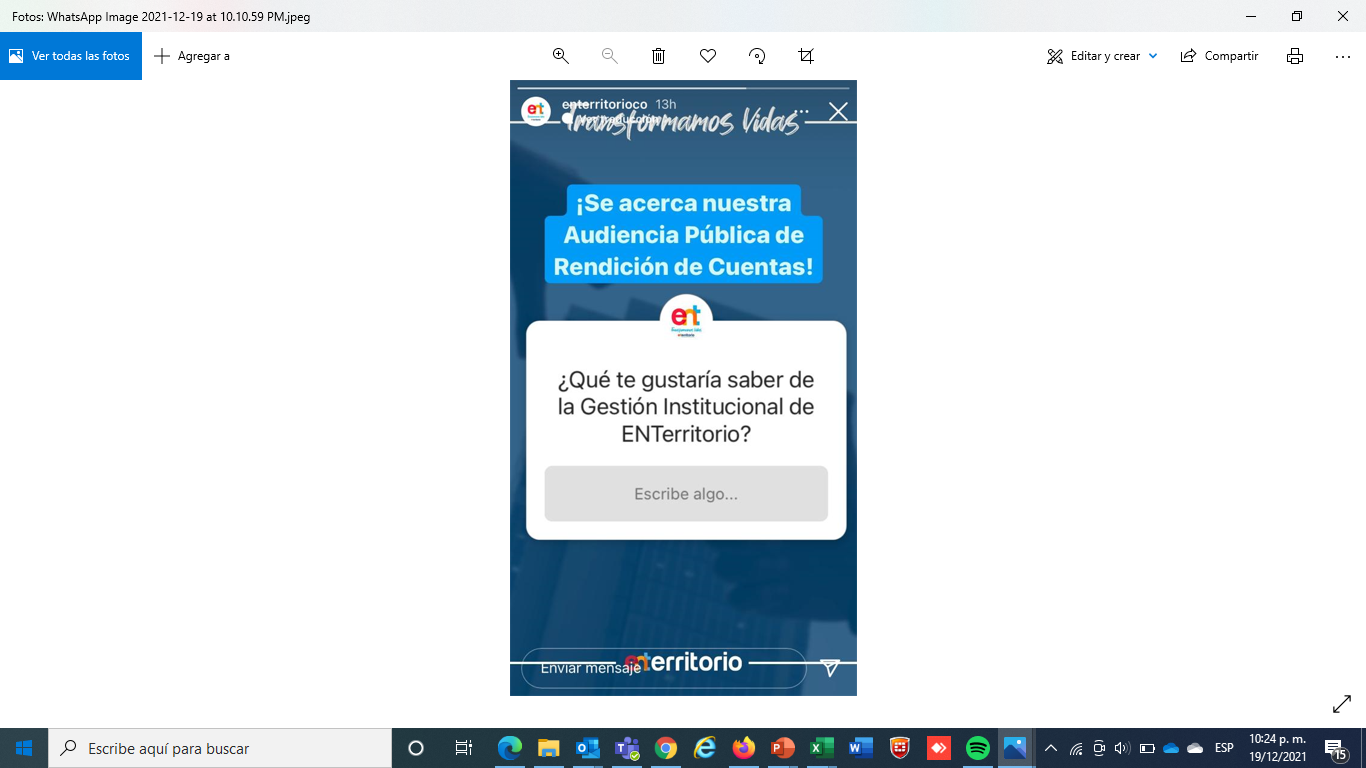 Fotos: WhatsApp Image 2021-12-19 at 10.10.59 PM.jpeg
Ver todas las fotos
Agregar a
Editar y crear
Compartir
enterritorioco 13h
Ver traducción
Transformamos Vidas
¡Se acerca nuestra
Audiencia Pública de
Rendición de Cuentas!
ent
¿Qué te gustaría saber de
la Gestión Institucional de
ENTerritorio?
Escribe algo...
Enviar mensaje
enterritorio
Escribe aquí para buscar
ESP
10:24 p. m.
19/12/2021
15